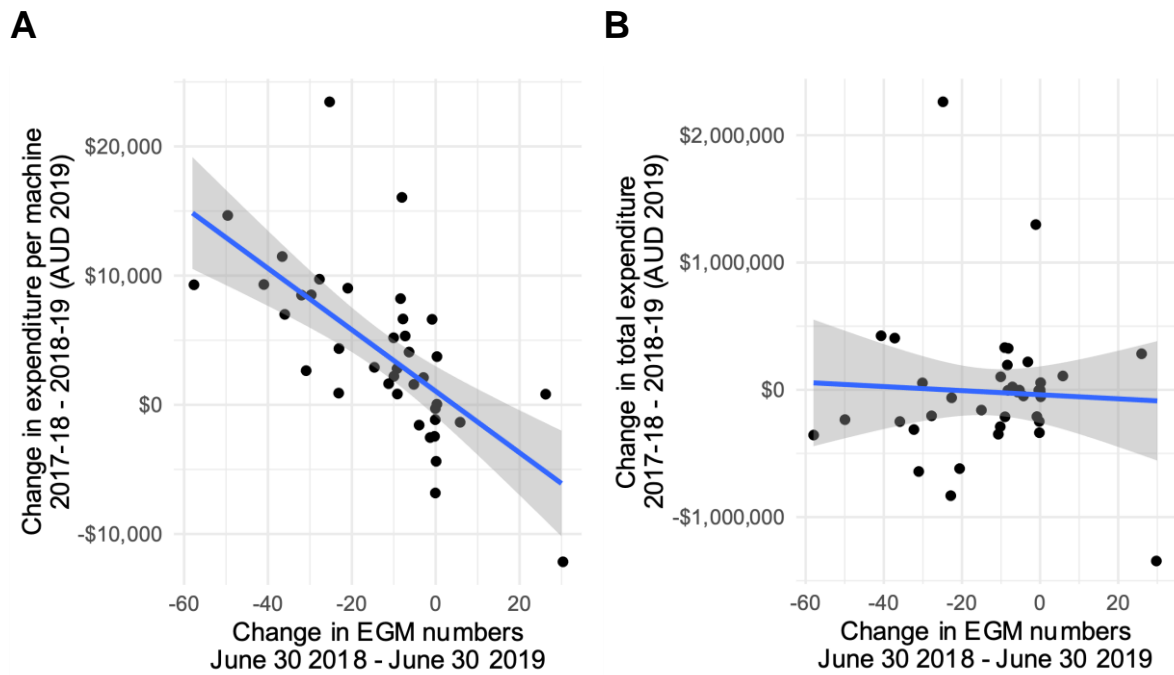 A
Change in expenditure per machine
2017-18 - 2018-19 (AUD 2019)
$20,000
$10,000
$0
-$10,000
-60
-40
-20
0
20
Change in EGM numbers
June 30 2018 - June 30 2019
B
Change in total expenditure
2017-18 - 2018-19 (AUD 2019)
$2,000,000
$1,000,000
$0
-$1,000,000
-60
-40
-20
0
20
Change in EGM numbers
June 30 2018 - June 30 2019